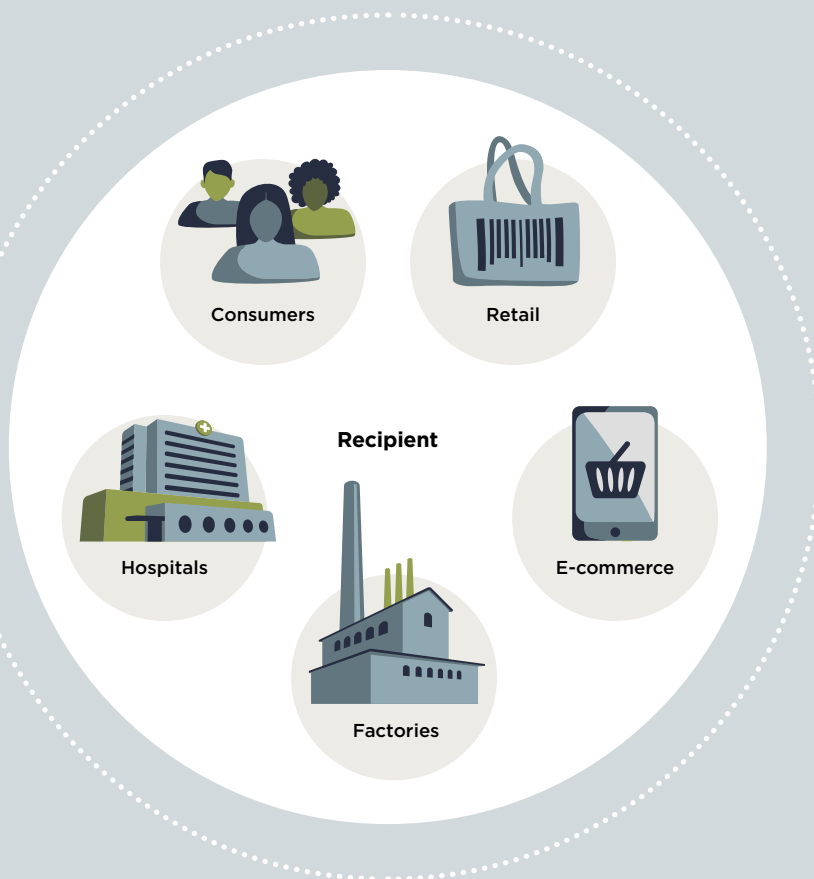 Consumers
Retail
Recipient
Hospitals
E-commerce
Factories